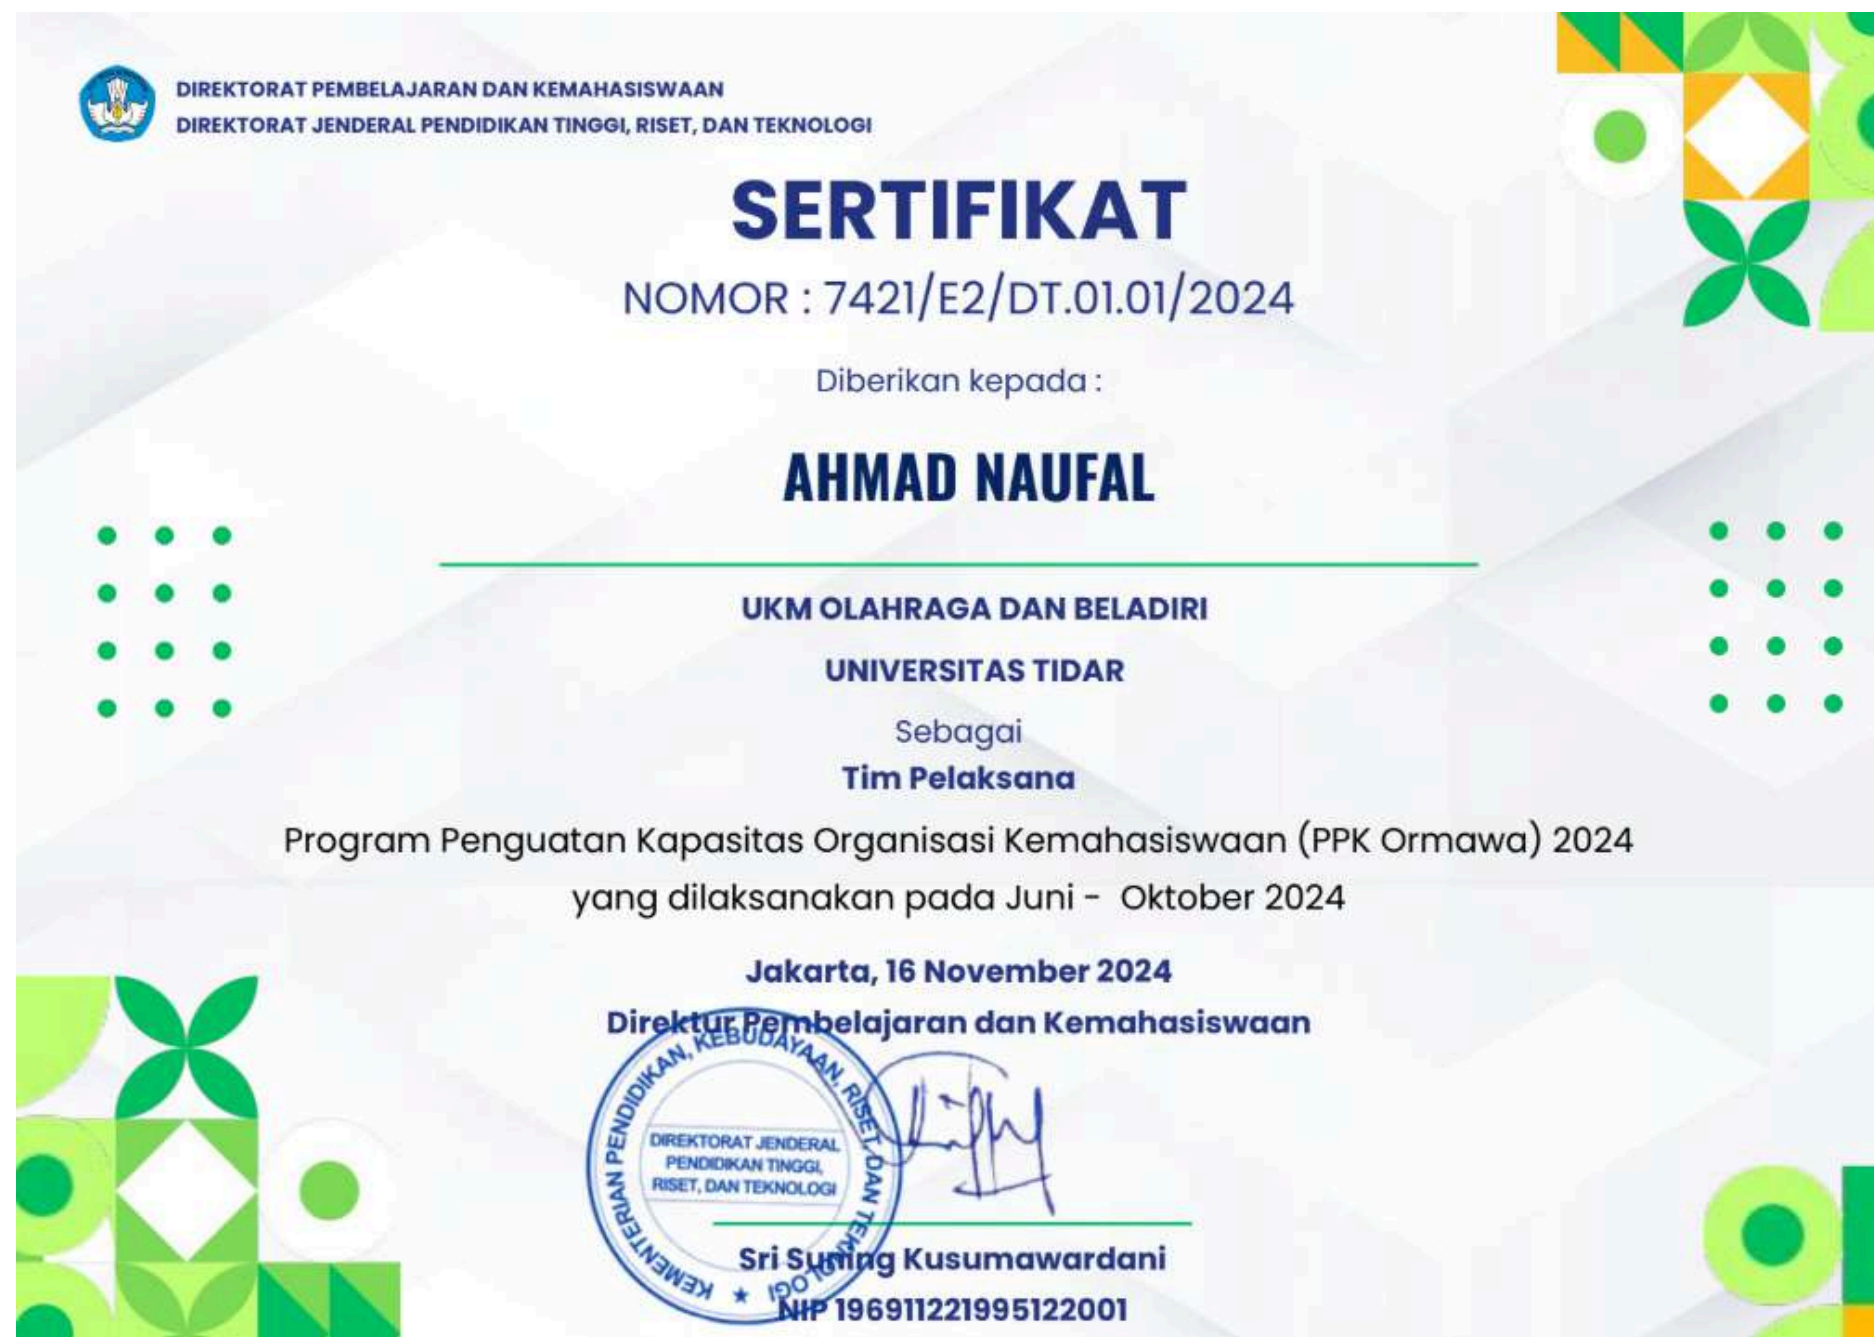 DIREKTORAT PEMBELAJARAN DAN KEMAHASISWAAN
DIREKTORAT JENDERAL PENDIDIKAN TINGGI, RISET, DAN TEKNOLOGI
SERTIFIKAT
NOMOR : 7421/E2/DT.01.01/2024
Diberikan kepada :
AHMAD NAUFAL
UKM OLAHRAGA DAN BELADIRI
UNIVERSITAS TIDAR
Sebagai
Tim Pelaksana
Program Penguatan Kapasitas Organisasi Kemahasiswaan (PPK Ormawa) 2024
yang dilaksanakan pada Juni - Oktober 2024
Jakarta, 16 November 2024
Direktur Pembelajaran dan Kemahasiswaan
KEMENTERIAN PENDIDIKAN, KEBUDAYAAN, RISET, DAN TEKNOLOGI
DIREKTORAT JENDERAL
PENDIDIKAN TINGGI,
RISET, DAN TEKNOLOGI
Sri Suning Kusumawardani
NIP 196911221995122001